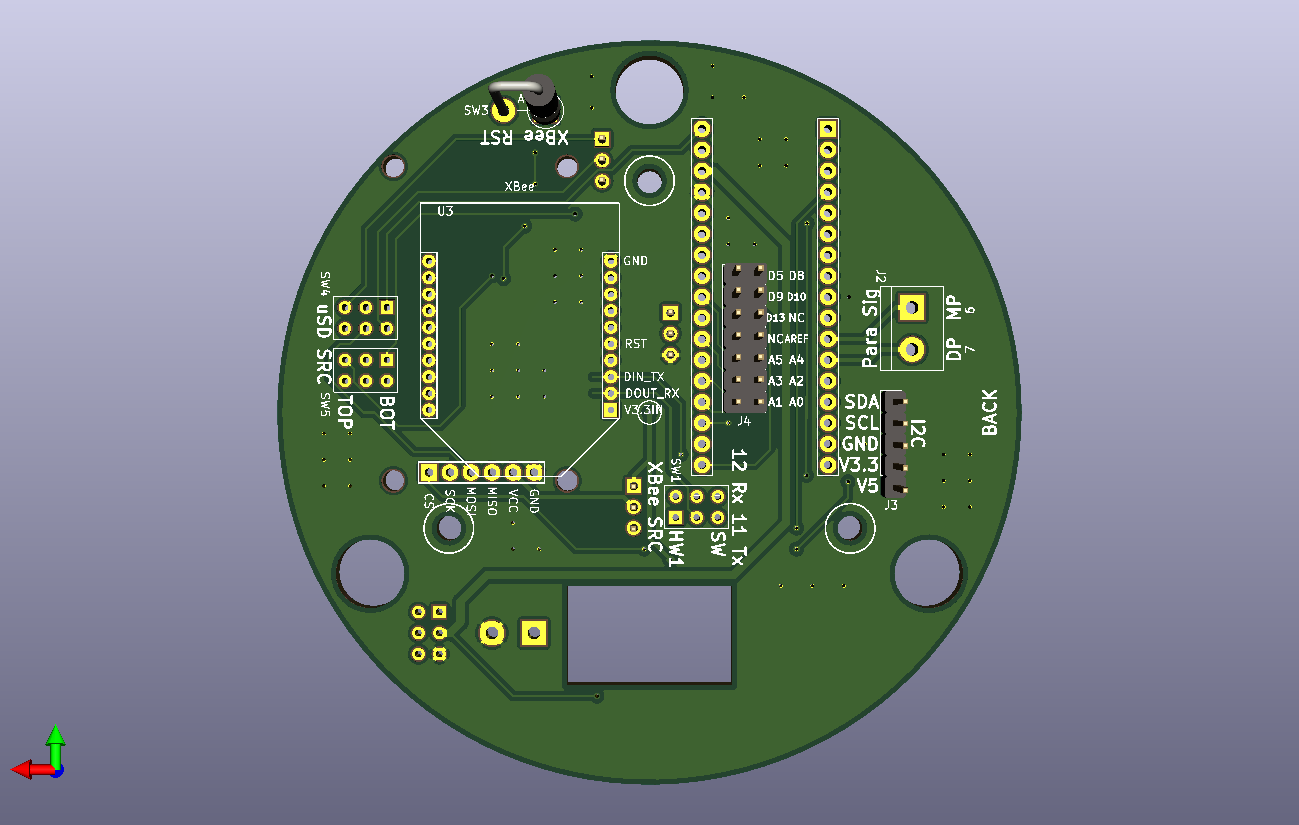 A
SW3
XBee RST
XBee
U3
GND
RST
DIN_TX
DOUT_RX
V3.3IN
SW4
uSD SRC
SW5
TOP
BOT
CS
SCK
MOSI
MISO
VCC
GND
XBee SRC
SW1
HW1
SW
12 Rx 11 Tx
D5 D8
D9 D10
D13 NC
NC AREF
A5 A4
A3 A2
A1 A0
J4
J2
Para Sig
MP
6
DP
7
SDA
SCL
GND
V3.3
V5
I2C
J3
BACK